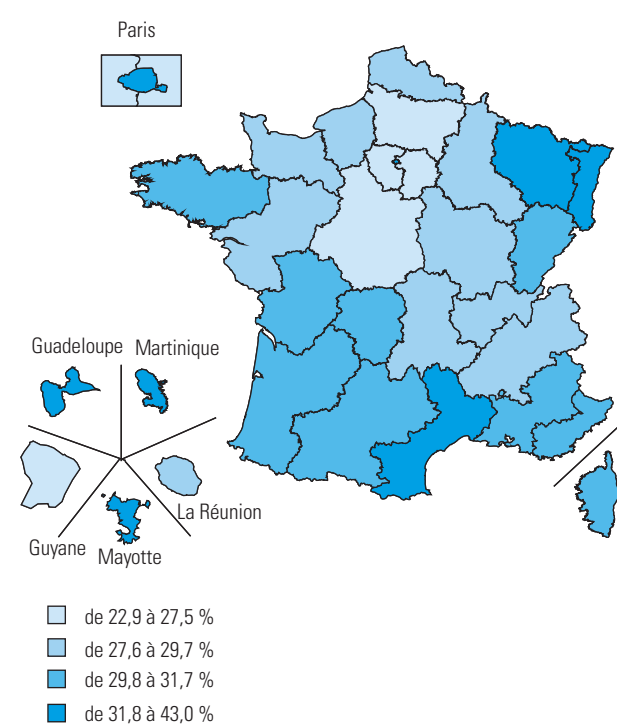 Paris
Guadeloupe
Martinique
La Réunion
Guyane
Mayotte
de 22,9 à 27,5 %
de 27,6 à 29,7 %
de 29,8 à 31,7 %
de 31,8 à 43,0 %